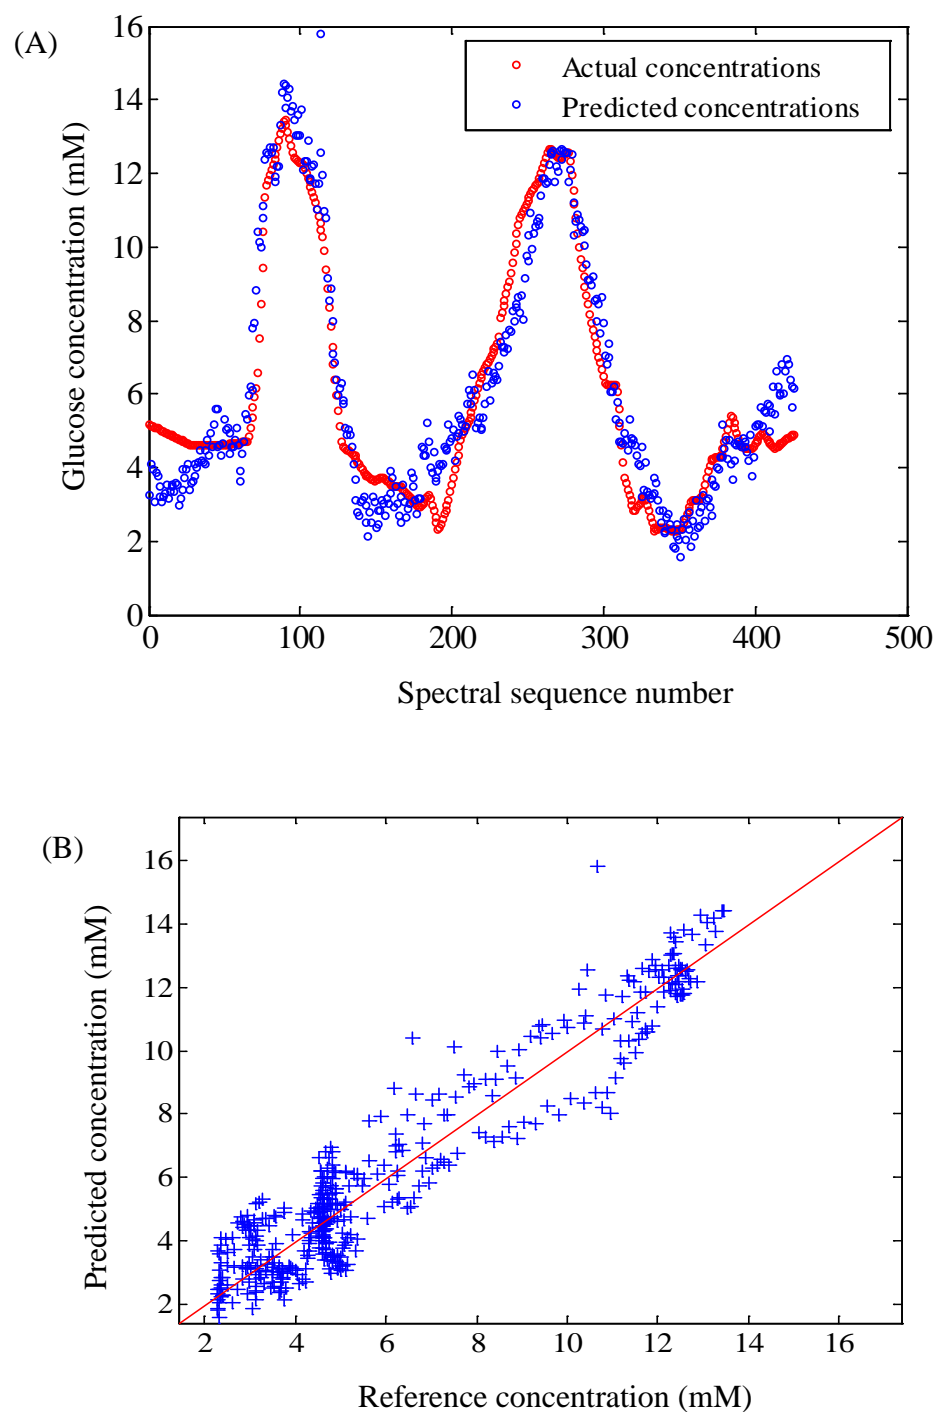 (A)
16
14
12
10
8
6
4
2
0
Glucose concentration (mM)
Actual concentrations
Predicted concentrations
0 100 200 300 400 500
Spectral sequence number
(B)
16
14
12
10
8
6
4
2
Predicted concentration (mM)
2 4 6 8 10 12 14 16
Reference concentration (mM)